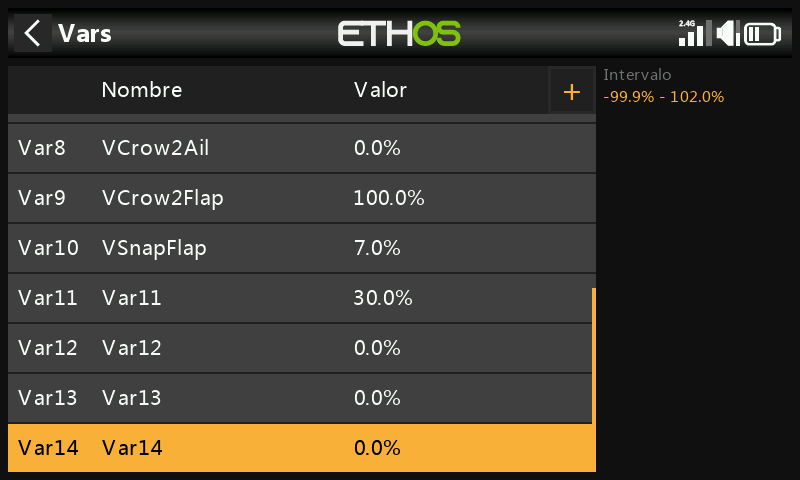 Vars ETHOS 2.4G
Nombre Valor +
Intervalo
-99.9% - 102.0%
Var8 VCrow2Ail 0.0%
Var9 VCrow2Flap 100.0%
Var10 VSnapFlap 7.0%
Var11 Var11 30.0%
Var12 Var12 0.0%
Var13 Var13 0.0%
Var14 Var14 0.0%